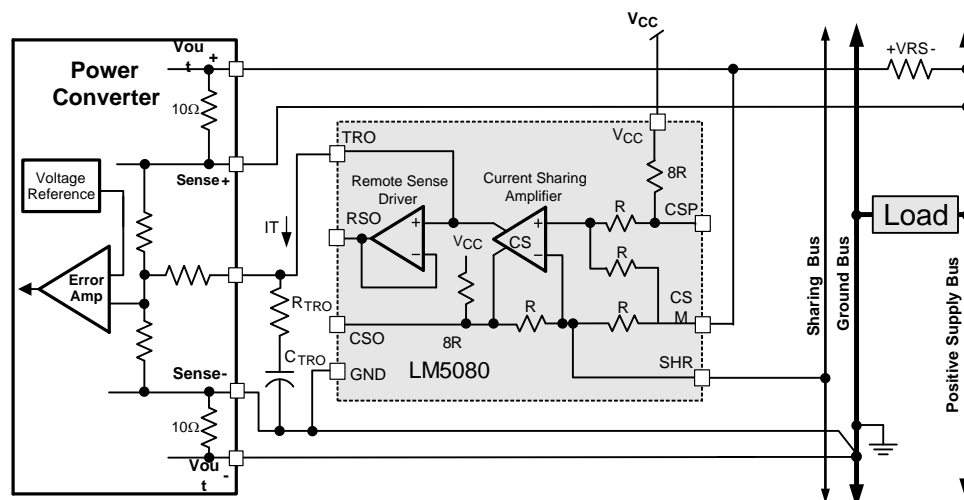 Vou
t
+
Power
Converter
10Ω
Sense+
Voltage
Reference
Error
Amp
Sense-
10Ω
Vou
t
-
IT
RTRO
CTRO
TRO
RSO
CSO
GND
Remote Sense
Driver
+
-
VCC
8R
Current Sharing
Amplifier
CS
+
-
R
R
R
R
VCC
VCC
8R
CSP
CS
M
SHR
LM5080
+VRS-
Sharing Bus
Ground Bus
Load
Positive Supply Bus